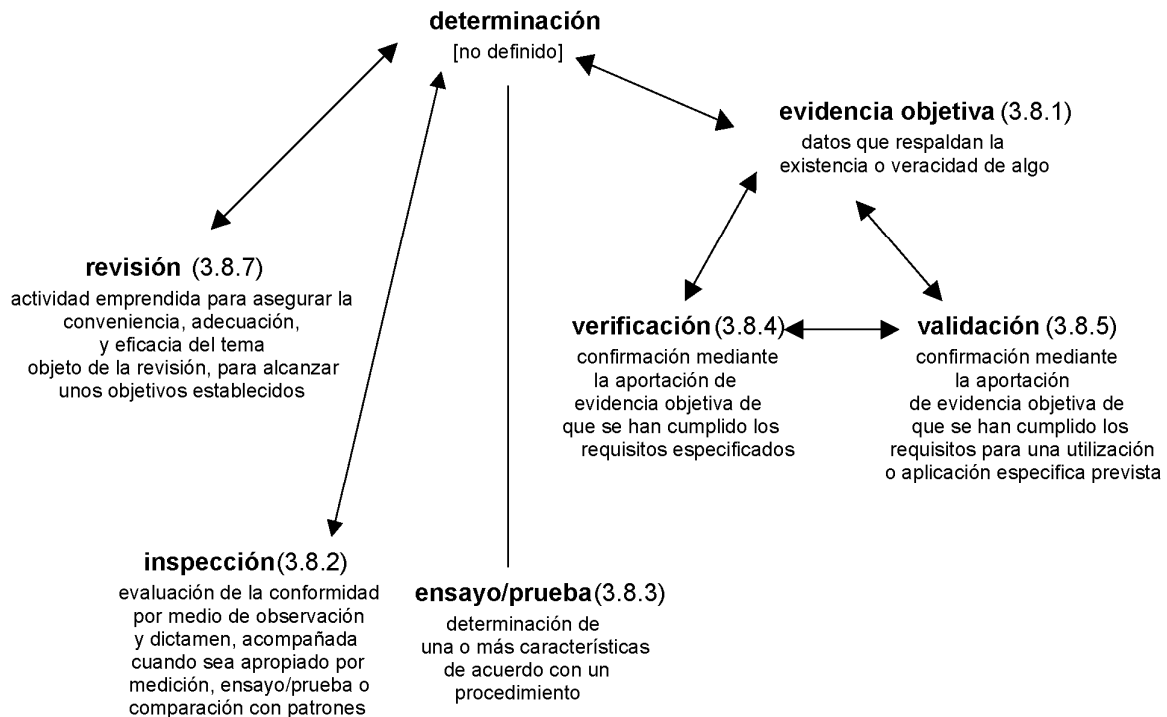 determinación
[no definido]
evidencia objetiva (3.8.1)
datos que respaldan la
existencia o veracidad de algo
revisión (3.8.7)
actividad emprendida para asegurar la
conveniencia, adecuación,
y eficacia del tema
objeto de la revisión, para alcanzar
unos objetivos establecidos
verificación (3.8.4)
confirmación mediante
la aportación de
evidencia objetiva de
que se han cumplido los
requisitos especificados
validación (3.8.5)
confirmación mediante
la aportación
de evidencia objetiva de
que se han cumplido los
requisitos para una utilización
o aplicación especifica prevista
inspección (3.8.2)
evaluación de la conformidad
por medio de observación
y dictamen, acompañada
cuando sea apropiado por
medición, ensayo/prueba o
comparación con patrones
ensayo/prueba (3.8.3)
determinación de
una o más características
de acuerdo con un
procedimiento